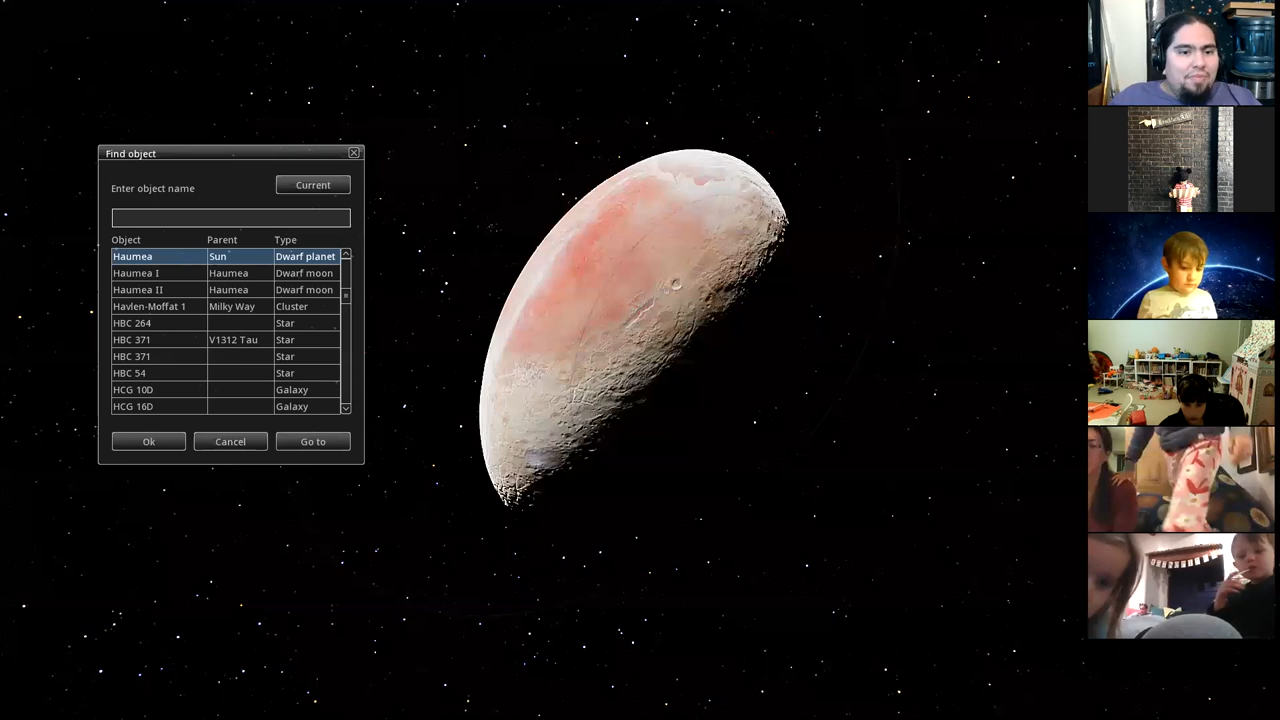 Find object
Enter object name
Current
Object Parent Type
Haumea Sun Dwarf planet
Haumea I Haumea Dwarf moon
Haumea II Haumea Dwarf moon
Havlen-Moffat 1 Milky Way Cluster
HBC 264 Star
HBC 371 V1312 Tau Star
HBC 371 Star
HBC 54 Star
HCG 10D Galaxy
HCG 16D Galaxy
Ok Cancel Go to